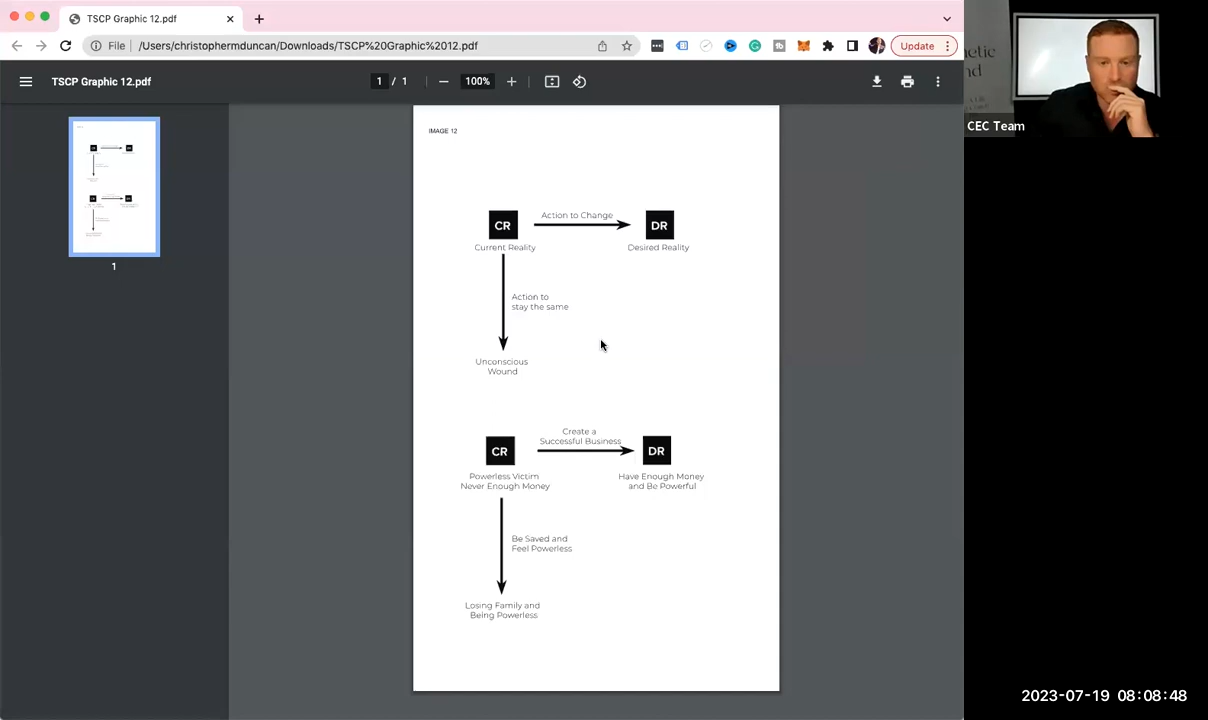 TSCP Graphic 12.pdf
File
/Users/christophermduncan/Downloads/TSCP%20Graphic%2012.pdf
Update
TSCP Graphic 12.pdf
1 / 1
100%
CEC Team
1
IMAGE 12
CR
Action to Change
DR
Current Reality
Desired Reality
Action to
stay the same
Unconscious
Wound
CR
Create a
Successful Business
DR
Powerless Victim
Never Enough Money
Have Enough Money
and Be Powerful
Be Saved and
Feel Powerless
Losing Family and
Being Powerless
2023-07-19 08:08:48